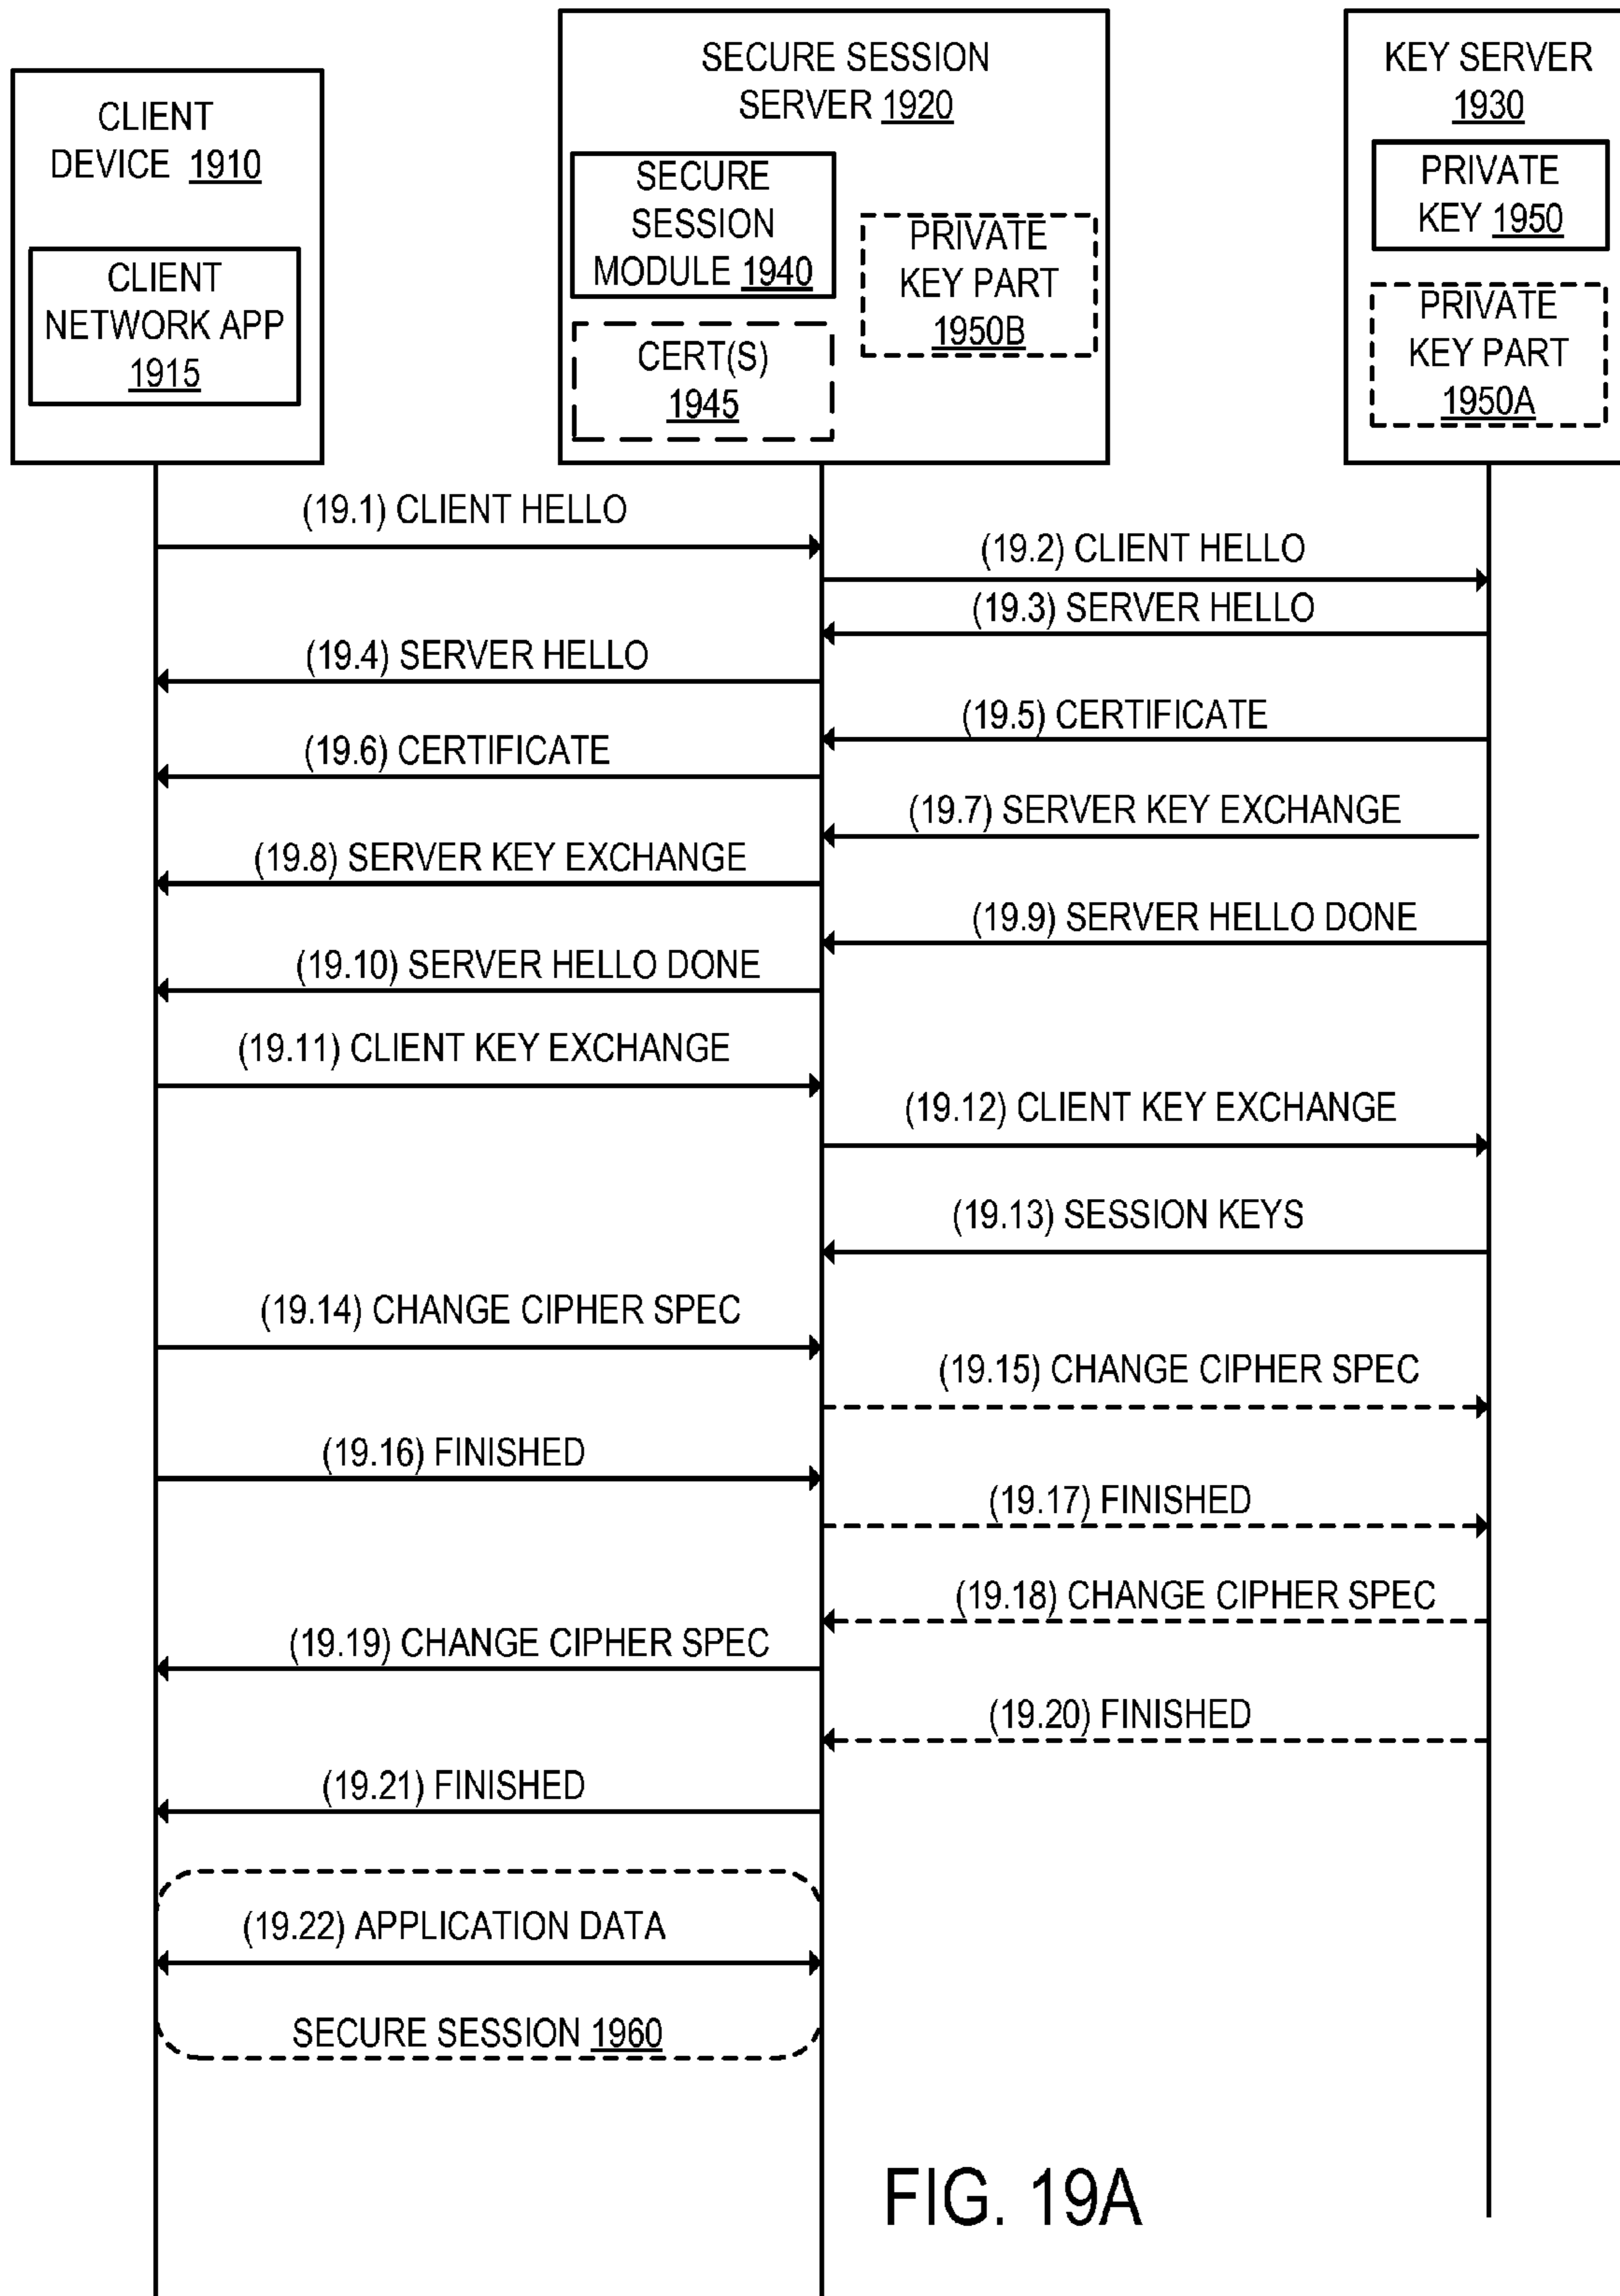 CLIENT
DEVICE 1910
CLIENT
NETWORK APP
1915
SECURE SESSION
SERVER 1920
SECURE
SESSION
MODULE 1940
CERT(S)
1945
PRIVATE
KEY PART
1950B
KEY SERVER
1930
PRIVATE
KEY 1950
PRIVATE
KEY PART
1950A
(19.1) CLIENT HELLO
(19.2) CLIENT HELLO
(19.3) SERVER HELLO
(19.4) SERVER HELLO
(19.5) CERTIFICATE
(19.6) CERTIFICATE
(19.7) SERVER KEY EXCHANGE
(19.8) SERVER KEY EXCHANGE
(19.9) SERVER HELLO DONE
(19.10) SERVER HELLO DONE
(19.11) CLIENT KEY EXCHANGE
(19.12) CLIENT KEY EXCHANGE
(19.13) SESSION KEYS
(19.14) CHANGE CIPHER SPEC
(19.15) CHANGE CIPHER SPEC
(19.16) FINISHED
(19.17) FINISHED
(19.18) CHANGE CIPHER SPEC
(19.19) CHANGE CIPHER SPEC
(19.20) FINISHED
(19.21) FINISHED
(19.22) APPLICATION DATA
SECURE SESSION 1960
FIG. 19A